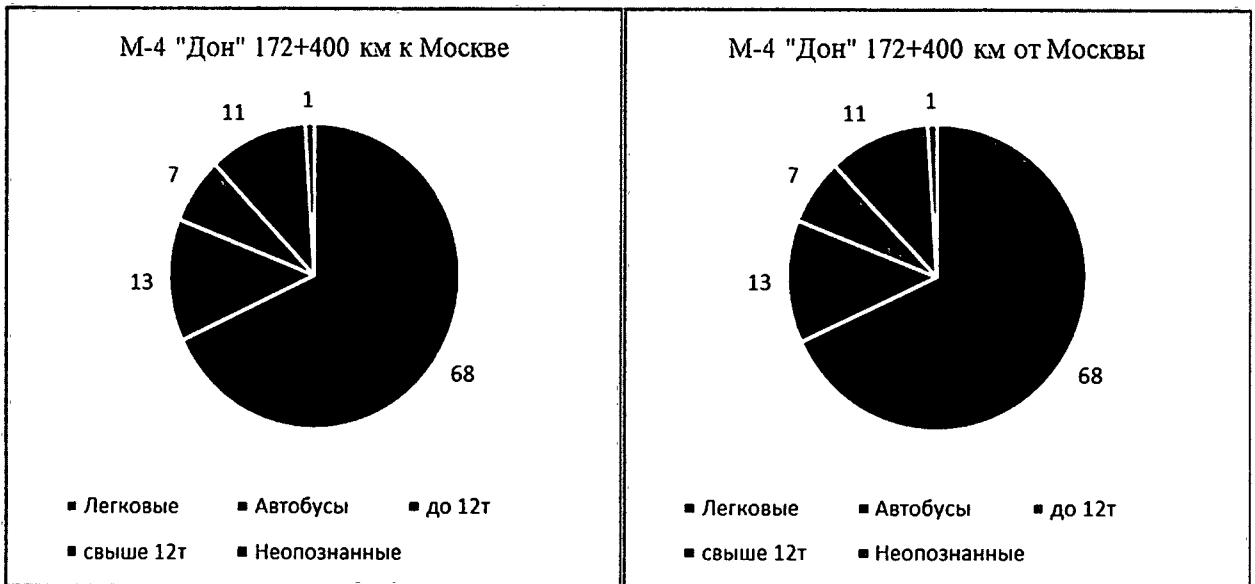 М-4 "Дон" 172+400 км к Москве
1
11
7
13
68
▪ Легковые ▪ Автобусы ▪ до 12т
▪ свыше 12т ▪ Неопознанные
М-4 "Дон" 172+400 км от Москвы
1
11
7
13
68
▪ Легковые ▪ Автобусы ▪ до 12т
▪ свыше 12т ▪ Неопознанные